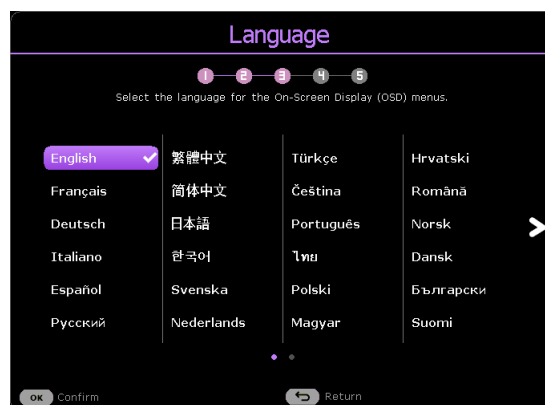 Language
1 2 3 4 5
Select the language for the On-Screen Display (OSD) menus.
English 繁體中文 Türkçe Hrvatski
Français 简体中文 Čeština Română
Deutsch 日本語 Português Norsk
Italiano 한국어 ไทย Dansk
Español Svenska Polski Български
Русский Nederlands Magyar Suomi
OK Confirm Return